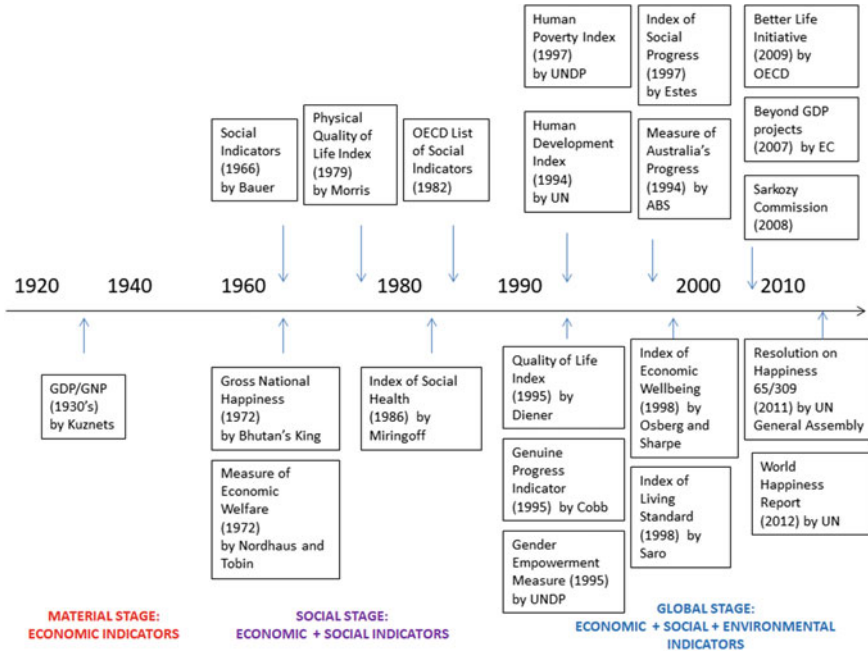 Human
Poverty Index
(1997)
by UNDP
Index of
Social
Progress
(1997)
by Estes
Better Life
Initiative
(2009) by
OECD
Social
Indicators
(1966)
by Bauer
Physical
Quality of
Life Index
(1979)
by Morris
OECD List
of Social
Indicators
(1982)
Human
Development
Index
(1994)
by UN
Measure of
Australia's
Progress
(1994) by
ABS
Beyond GDP
projects
(2007) by EC
Sarkozy
Commission
(2008)
1920 1940 1960 1980 1990 2000 2010
GDP/GNP
(1930's)
by Kuznets
Gross National
Happiness
(1972)
by Bhutan's King
Measure of
Economic
Welfare
(1972)
by Nordhaus and
Tobin
Index of Social
Health
(1986) by
Miringoff
Quality of Life
Index
(1995) by
Diener
Genuine
Progress
Indicator
(1995) by Cobb
Gender
Empowerment
Measure (1995)
by UNDP
Index of
Economic
Wellbeing
(1998) by
Osberg and
Sharpe
Index of
Living
Standard
(1998) by
Saro
Resolution on
Happiness
65/309
(2011) by UN
General Assembly
World
Happiness
Report
(2012) by UN
MATERIAL STAGE:
ECONOMIC INDICATORS
SOCIAL STAGE:
ECONOMIC + SOCIAL INDICATORS
GLOBAL STAGE:
ECONOMIC + SOCIAL + ENVIRONMENTAL
INDICATORS